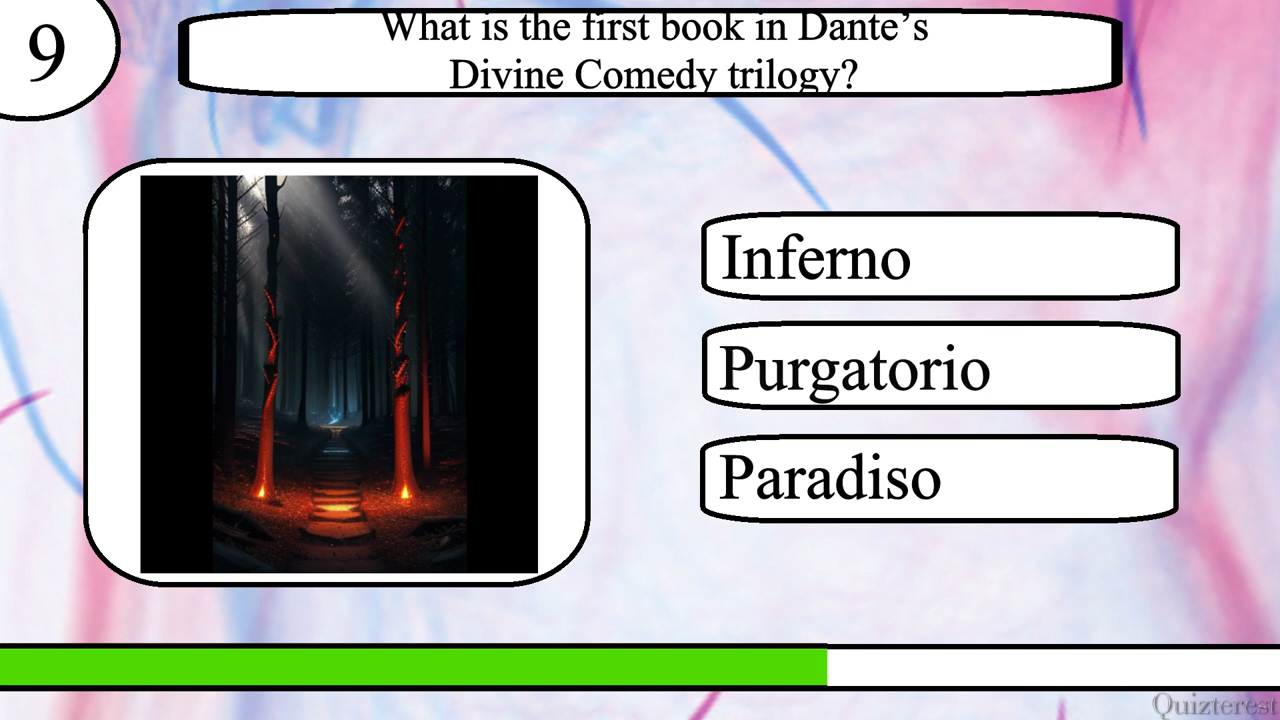 9
What is the first book in Dante’s
Divine Comedy trilogy?
Inferno
Purgatorio
Paradiso
Quizterest